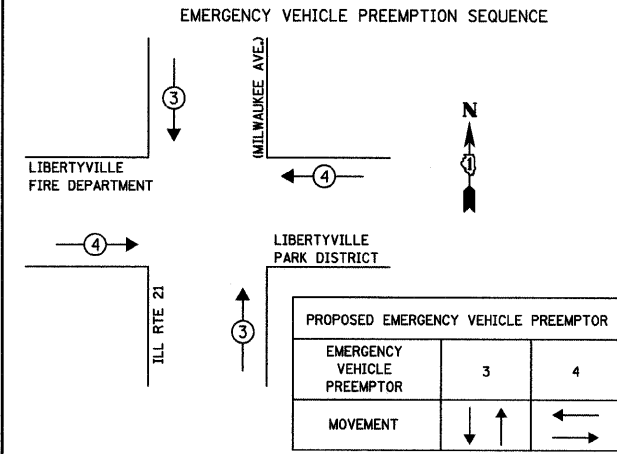 EMERGENCY VEHICLE PREEMPTION SEQUENCE
(MILWAUKEE AVE.)
3
N
1
LIBERTYVILLE
FIRE DEPARTMENT
4
4
LIBERTYVILLE
PARK DISTRICT
ILL RTE 21
3
PROPOSED EMERGENCY VEHICLE PREEMPTOR
EMERGENCY
VEHICLE
PREEMPTOR
3
4
MOVEMENT